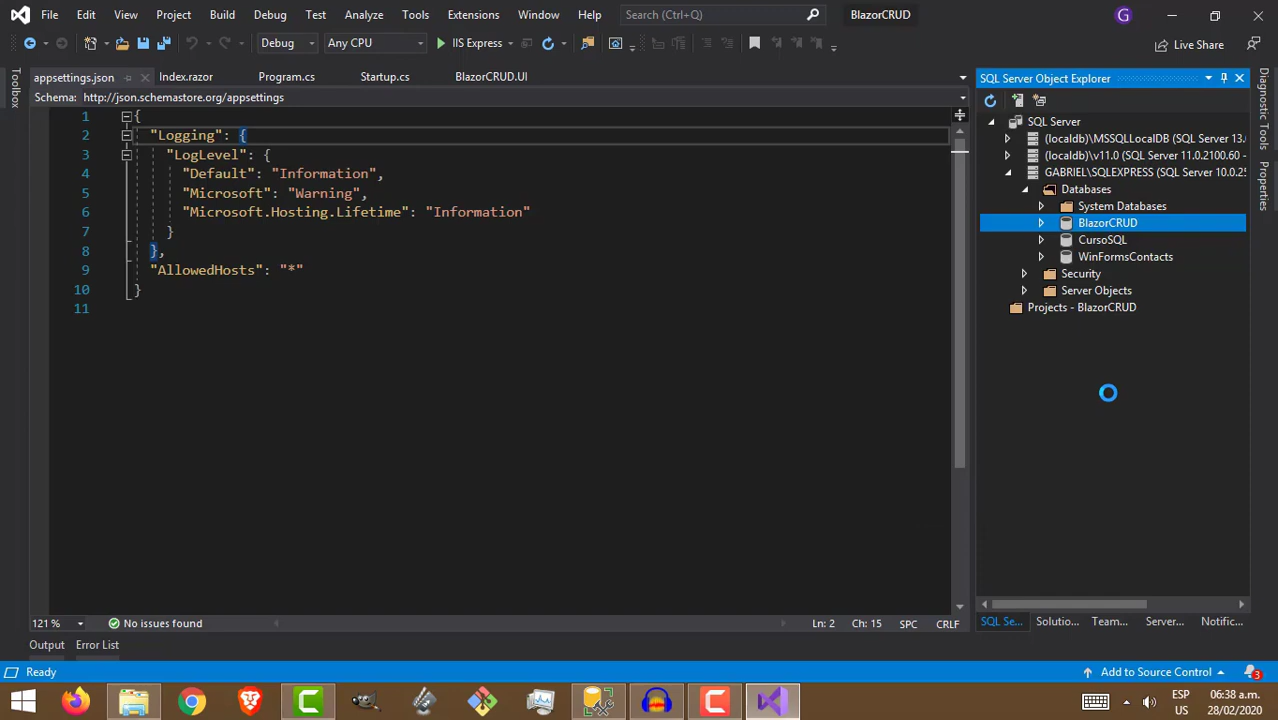 File Edit View Project Build Debug Test Analyze Tools Extensions Window Help Search (Ctrl+Q) BlazorCRUD G
Debug Any CPU IIS Express Live Share
appsettings.json Index.razor Program.cs Startup.cs BlazorCRUD.UI
Schema: http://json.schemastore.org/appsettings
1 {
2 "Logging": {
3 "LogLevel": {
4 "Default": "Information",
5 "Microsoft": "Warning",
6 "Microsoft.Hosting.Lifetime": "Information"
7 }
8 },
9 "AllowedHosts": "*"
10 }
11
Toolbox
121 % No issues found Ln: 2 Ch: 15 SPC CRLF
SQL Server Object Explorer
SQL Server
(localdb)\MSSQLLocalDB (SQL Server 13.
(localdb)\v11.0 (SQL Server 11.0.2100.60 -
GABRIEL\SQLEXPRESS (SQL Server 10.0.25
Databases
System Databases
BlazorCRUD
CursoSQL
WinFormsContacts
Security
Server Objects
Projects - BlazorCRUD
SQL Se... Solutio... Team... Server... Notific...
Diagnostic Tools
Properties
Output Error List
Ready Add to Source Control 3
ESP 06:38 a.m.
US 28/02/2020